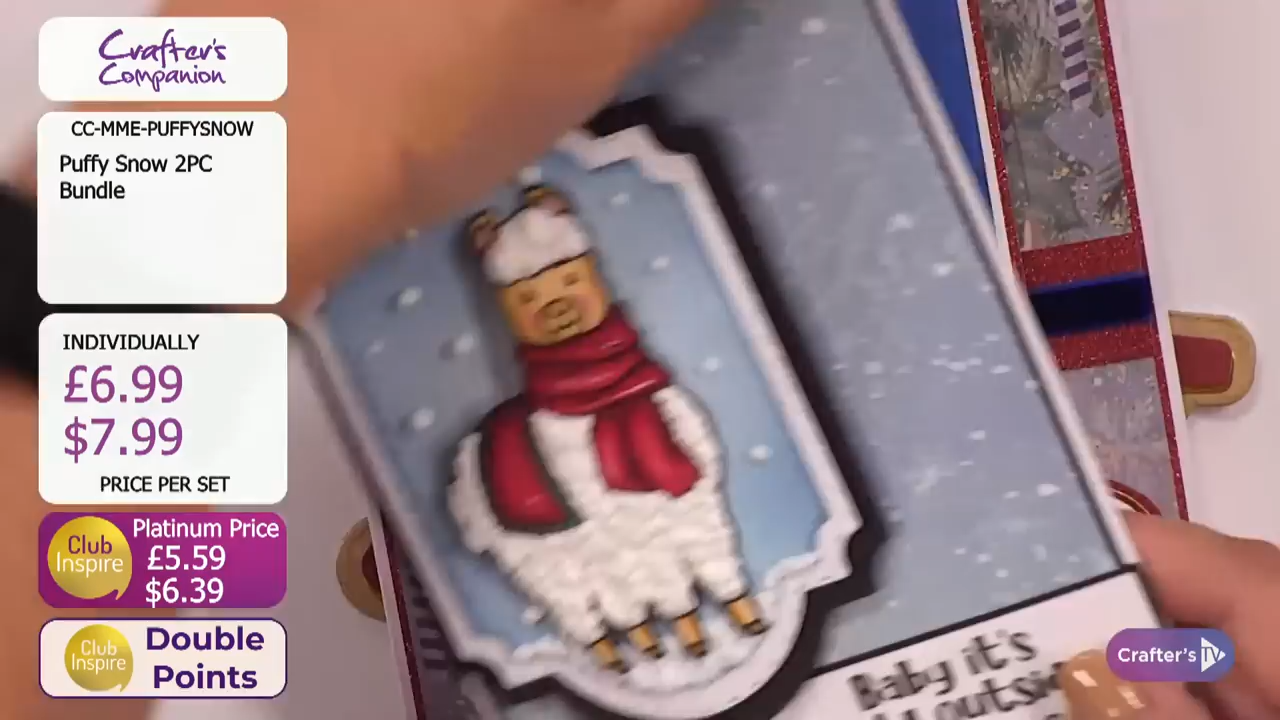 Crafter's
Companion
CC-MME-PUFFYSNOW
Puffy Snow 2PC
Bundle
INDIVIDUALLY
£6.99
$7.99
PRICE PER SET
Club
Inspire
Platinum Price
£5.59
$6.39
Club
Inspire
Double
Points
Baby it's
Crafter's TV